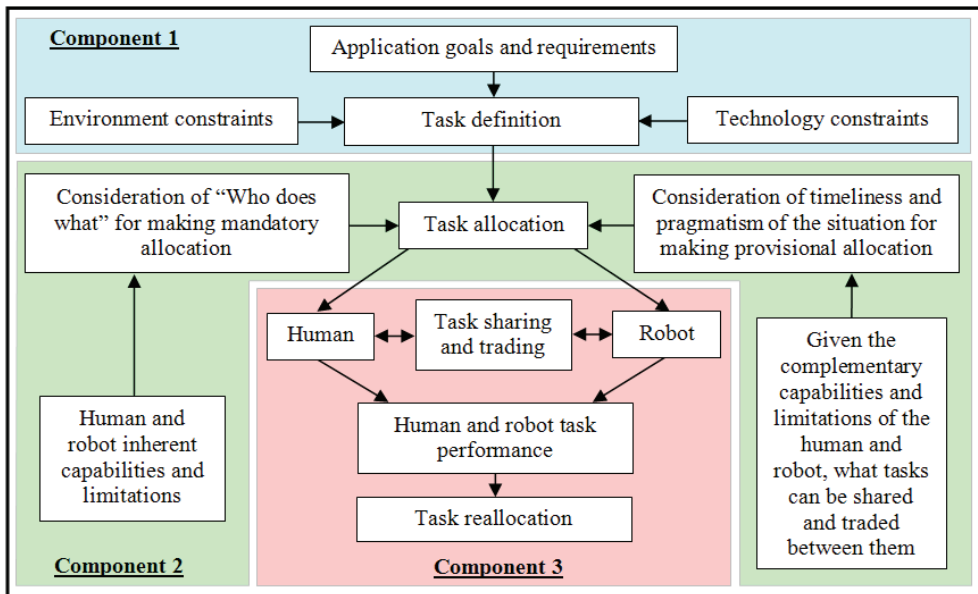 Component 1
Application goals and requirements
Environment constraints
Task definition
Technology constraints
Consideration of “Who does
what” for making mandatory
allocation
Task allocation
Consideration of timeliness and
pragmatism of the situation for
making provisional allocation
Human
Task sharing
and trading
Robot
Human and
robot inherent
capabilities and
limitations
Human and robot task
performance
Task reallocation
Given the
complementary
capabilities and
limitations of the
human and
robot, what tasks
can be shared
and traded
between them
Component 2
Component 3